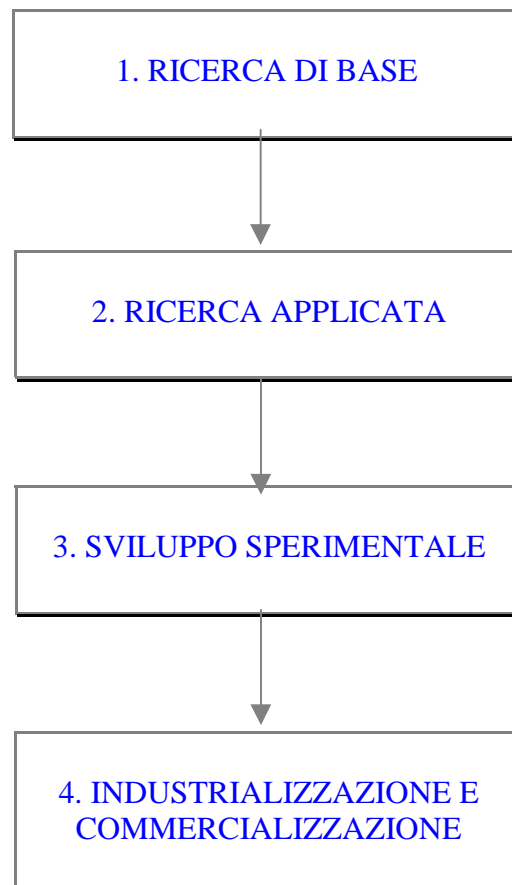 1. RICERCA DI BASE
2. RICERCA APPLICATA
3. SVILUPPO SPERIMENTALE
4. INDUSTRIALIZZAZIONE E
COMMERCIALIZZAZIONE